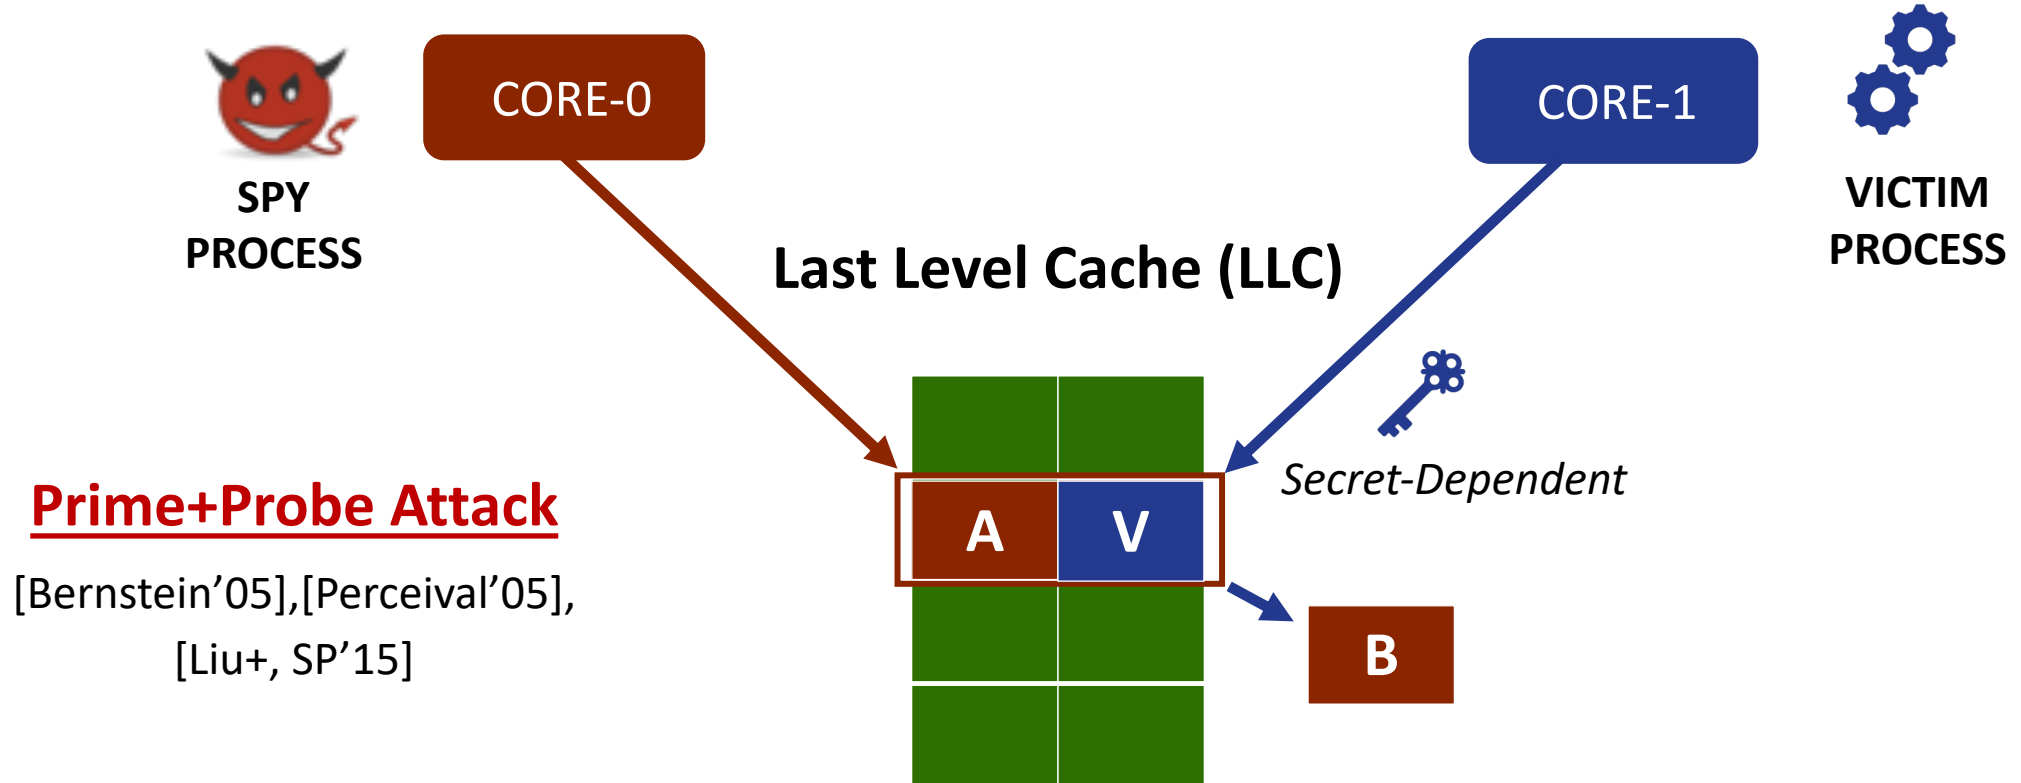 CORE-0
CORE-1
SPY
PROCESS
VICTIM
PROCESS
Last Level Cache (LLC)
Secret-Dependent
Prime+Probe Attack
[Bernstein’05],[Perceival’05],
[Liu+, SP’15]
A
V
B